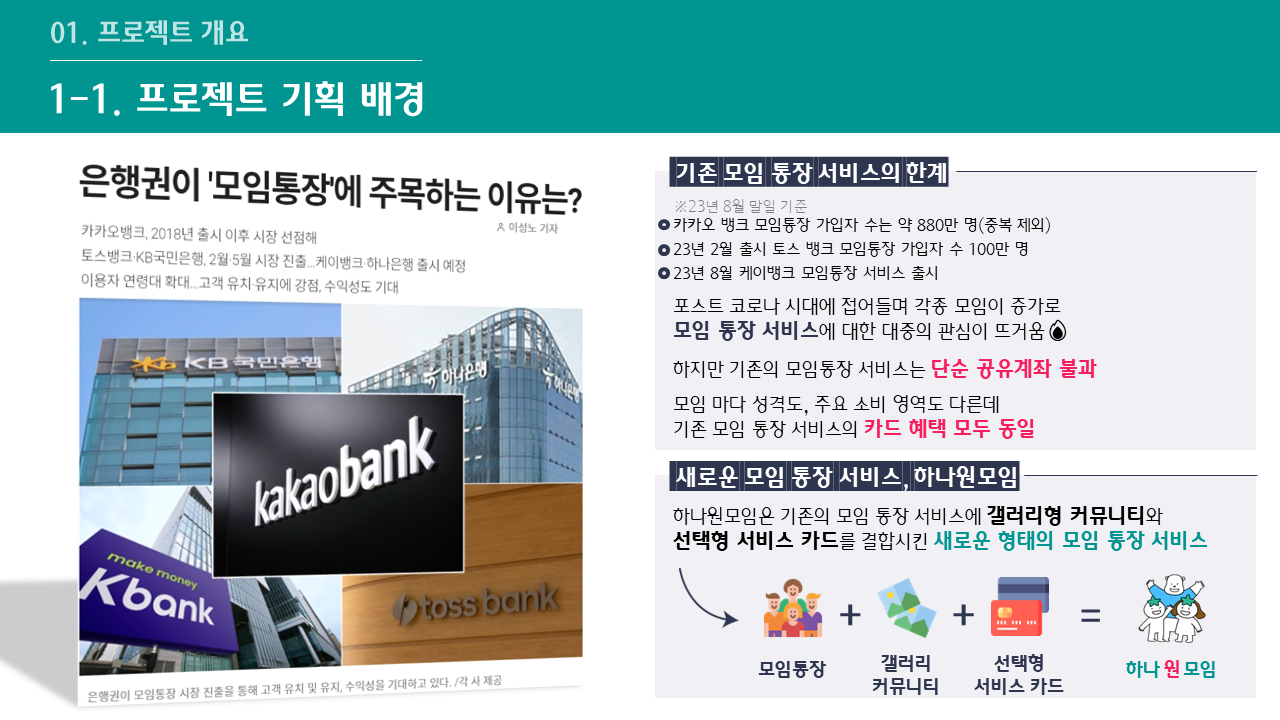 01. 프로젝트 개요
1-1. 프로젝트 기획 배경
은행권이 '모임통장'에 주목하는 이유는?
이성노 기자
카카오뱅크, 2018년 출시 이후 시장 선점해
토스뱅크·KB국민은행, 2월·5월 시장 진출...케이뱅크·하나은행 출시 예정
이용자 연령대 확대...고객 유치·유지에 강점, 수익성도 기대
KB 국민은행
하나은행
하나은행
kakaobank
make money
Kbank
toss bank
은행권이 모임통장 시장 진출을 통해 고객 유치 및 유지, 수익성을 기대하고 있다. /각 사 제공
기존 모임 통장 서비스의 한계
※23년 8월 말일 기준
카카오 뱅크 모임통장 가입자 수는 약 880만 명(중복 제외)
23년 2월 출시 토스 뱅크 모임통장 가입자 수 100만 명
23년 8월 케이뱅크 모임통장 서비스 출시
포스트 코로나 시대에 접어들며 각종 모임이 증가로
모임 통장 서비스에 대한 대중의 관심이 뜨거움
하지만 기존의 모임통장 서비스는 단순 공유계좌 불과
모임 마다 성격도, 주요 소비 영역도 다른데
기존 모임 통장 서비스의 카드 혜택 모두 동일
새로운 모임 통장 서비스, 하나원모임
하나원모임은 기존의 모임 통장 서비스에 갤러리형 커뮤니티와
선택형 서비스 카드를 결합시킨 새로운 형태의 모임 통장 서비스
+ + =
모임통장
갤러리
커뮤니티
선택형
서비스 카드
하나 원 모임